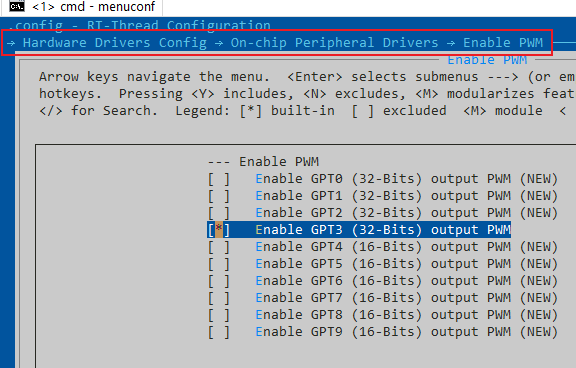 <1> cmd - menuconf
.config - RT-Thread Configuration
→ Hardware Drivers Config → On-chip Peripheral Drivers → Enable PWM
Enable PWM
Arrow keys navigate the menu.  <Enter> selects submenus ---> (or em
hotkeys.  Pressing <Y> includes, <N> excludes, <M> modularizes feat
</> for Search.  Legend: [*] built-in  [ ] excluded  <M> module  <
--- Enable PWM
[ ]   Enable GPT0 (32-Bits) output PWM (NEW)
[ ]   Enable GPT1 (32-Bits) output PWM (NEW)
[ ]   Enable GPT2 (32-Bits) output PWM (NEW)
[*]   Enable GPT3 (32-Bits) output PWM
[ ]   Enable GPT4 (16-Bits) output PWM (NEW)
[ ]   Enable GPT5 (16-Bits) output PWM (NEW)
[ ]   Enable GPT6 (16-Bits) output PWM (NEW)
[ ]   Enable GPT7 (16-Bits) output PWM (NEW)
[ ]   Enable GPT8 (16-Bits) output PWM (NEW)
[ ]   Enable GPT9 (16-Bits) output PWM (NEW)